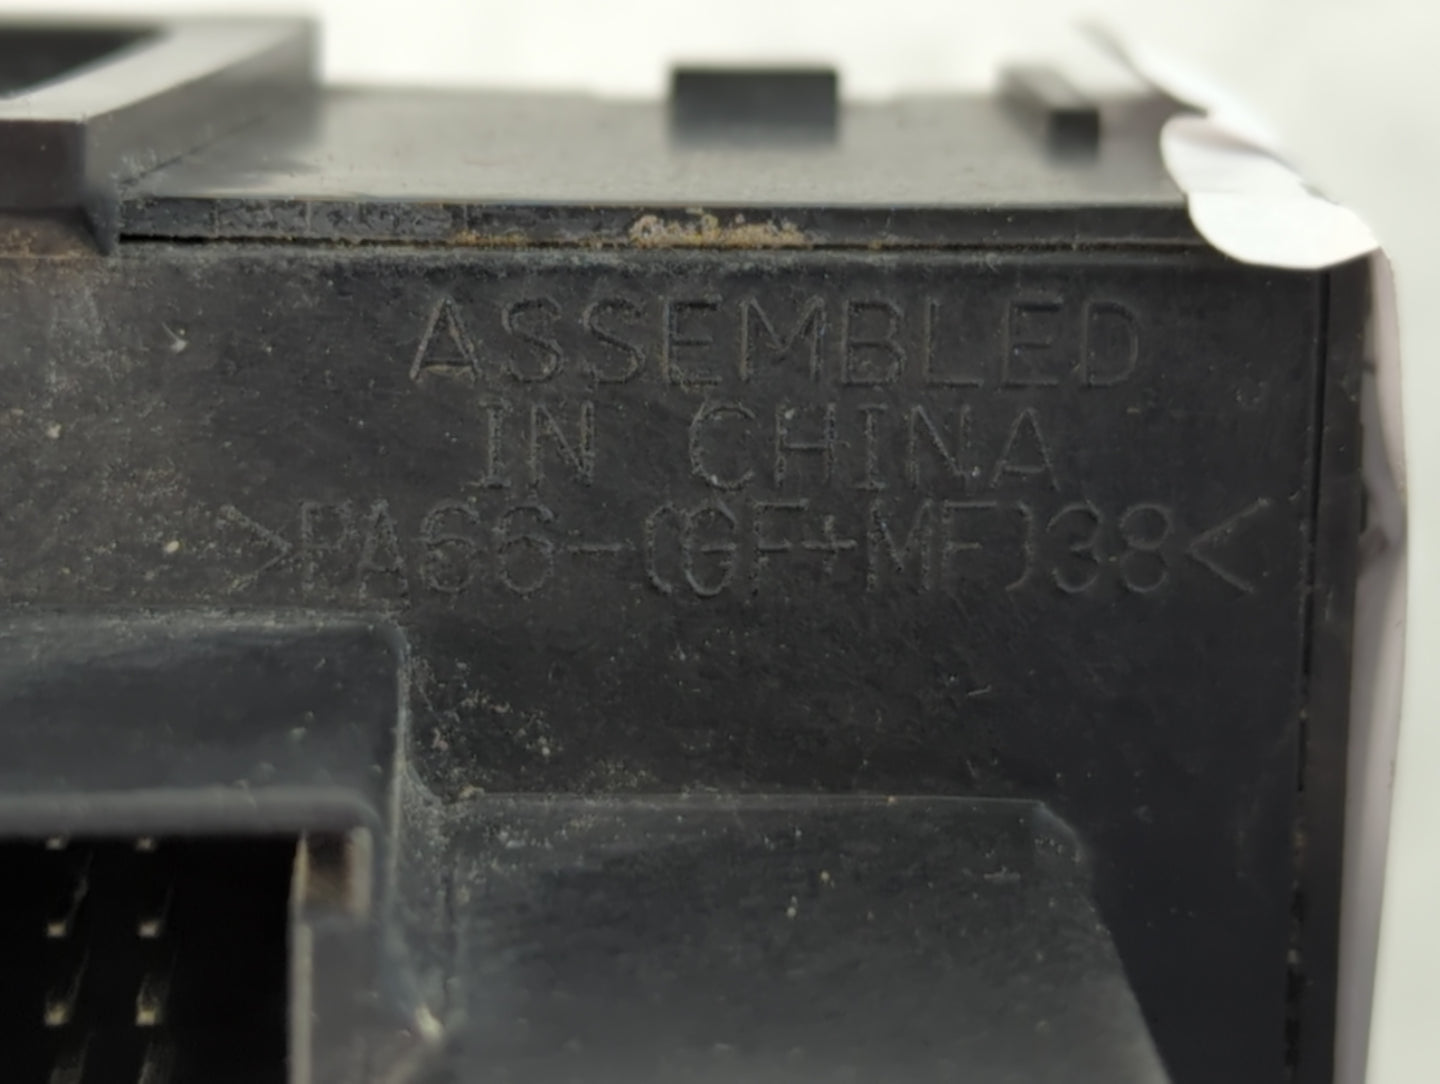 ASSEMBLED
IN CHINA
>PA66-(GF+MF)38<